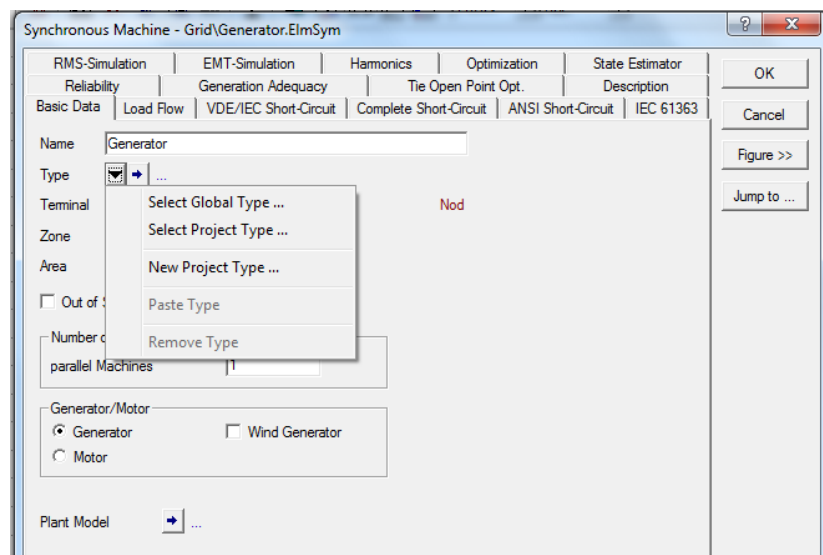 Synchronous Machine - Grid\Generator.ElmSym
RMS-Simulation EMT-Simulation Harmonics Optimization State Estimator
Reliability Generation Adequacy Tie Open Point Opt. Description
Basic Data Load Flow VDE/IEC Short-Circuit Complete Short-Circuit ANSI Short-Circuit IEC 61363
OK
Cancel
Figure >>
Jump to ...
Name Generator
Type ...
Select Global Type ...
Select Project Type ...
New Project Type ...
Paste Type
Remove Type
Terminal Nod
Zone
Area
Out of
Number
parallel Machines 1
Generator/Motor
Generator Wind Generator
Motor
Plant Model ...